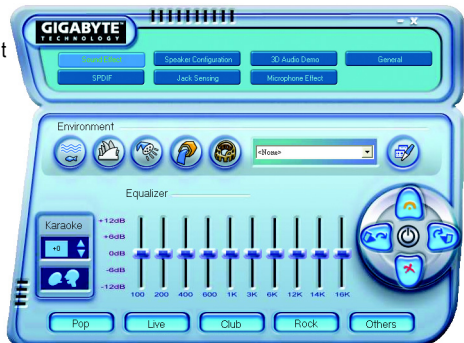 GIGABYTE™
TECHNOLOGY
t
Sound Effect Speaker Configuration 3D Audio Demo General
SPDIF Jack Sensing Microphone Effect
Environment
<None>
Equalizer
Karaoke
+0
+12dB
+6dB
0dB
-6dB
-12dB
100 200 400 600 1K 3K 6K 12K 14K 16K
Pop Live Club Rock Others